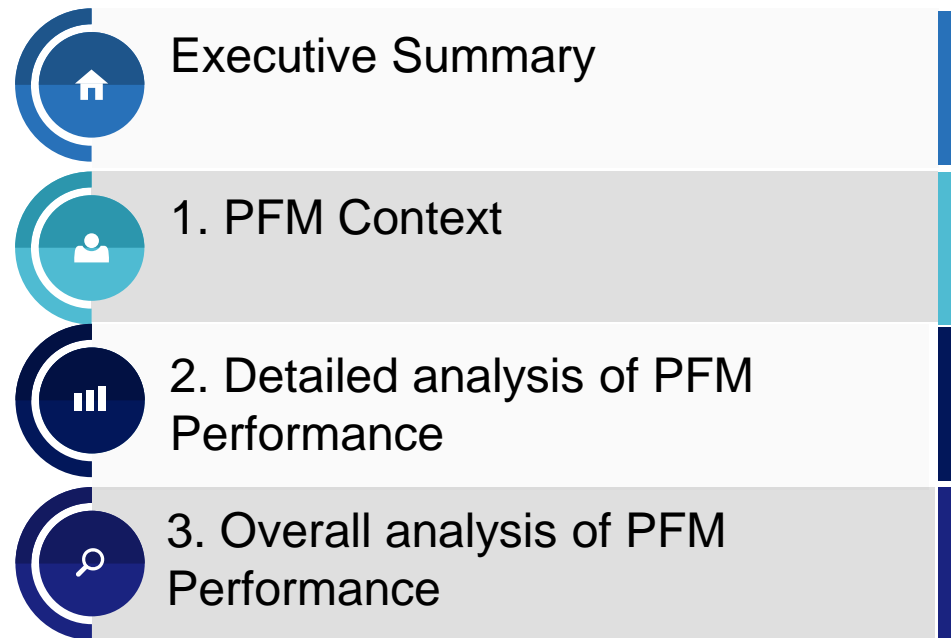 Executive Summary
1. PFM Context
2. Detailed analysis of PFM
Performance
3. Overall analysis of PFM
Performance